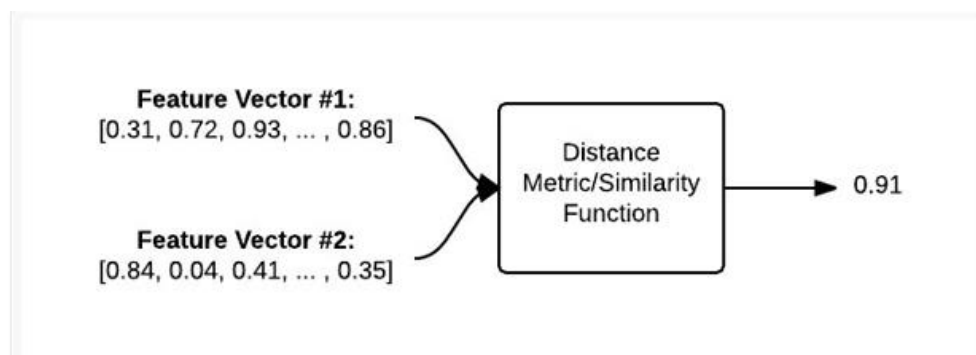 Feature Vector #1:
[0.31, 0.72, 0.93, ... , 0.86]
Feature Vector #2:
[0.84, 0.04, 0.41, ... , 0.35]
Distance
Metric/Similarity
Function
0.91